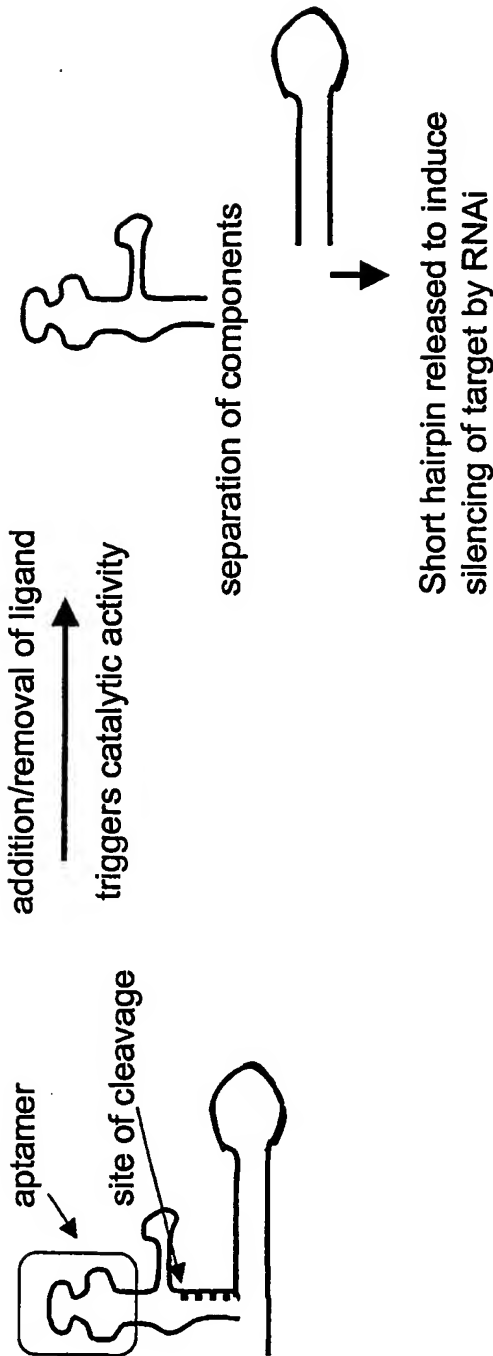 aptamer
site of cleavage
addition/removal of ligand
triggers catalytic activity
separation of components
Short hairpin released to induce
silencing of target by RNAi